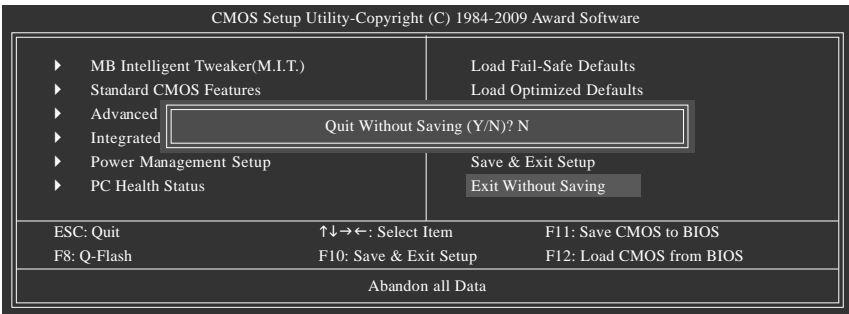 CMOS Setup Utility-Copyright (C) 1984-2009 Award Software
MB Intelligent Tweaker(M.I.T.)
Standard CMOS Features
Advanced
Integrated
Power Management Setup
PC Health Status
Load Fail-Safe Defaults
Load Optimized Defaults
Quit Without Saving (Y/N)? N
Save & Exit Setup
Exit Without Saving
ESC: Quit
↑↓→←: Select Item
F11: Save CMOS to BIOS
F8: Q-Flash
F10: Save & Exit Setup
F12: Load CMOS from BIOS
Abandon all Data